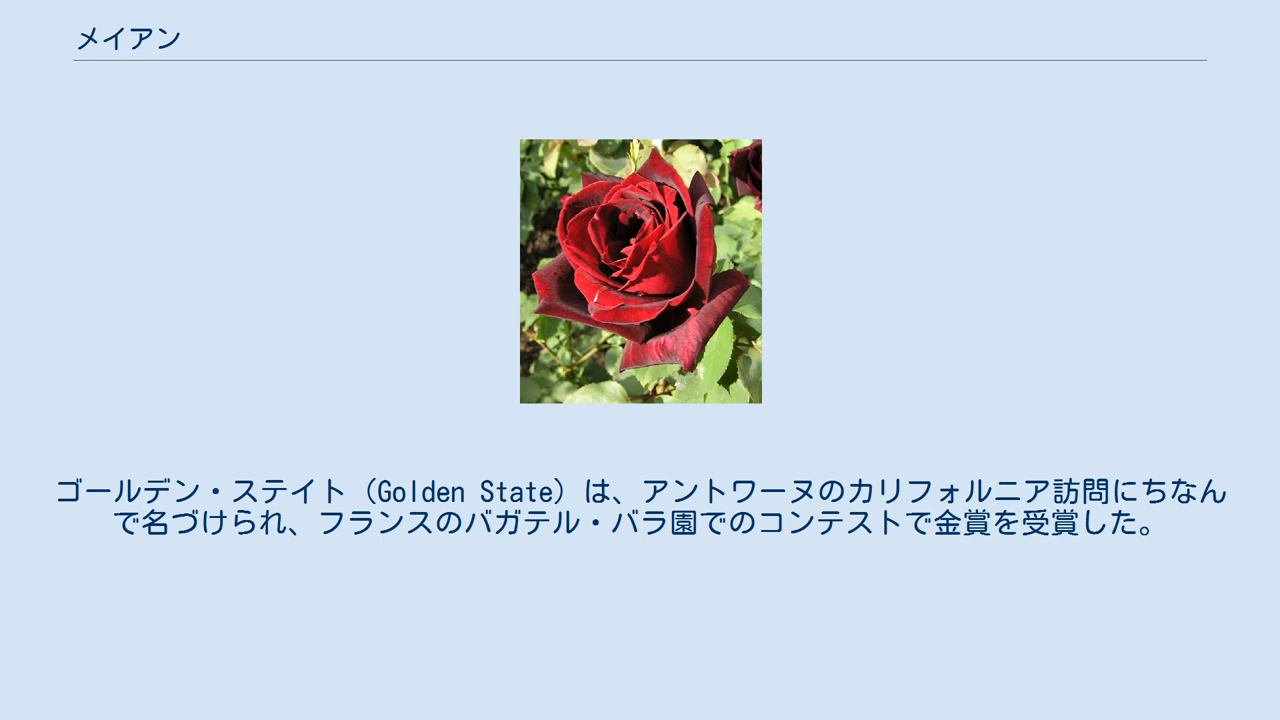 メイアン
ゴールデン・ステイト（Golden State）は、アントワーヌのカリフォルニア訪問にちなん
で名づけられ、フランスのバガテル・バラ園でのコンテストで金賞を受賞した。